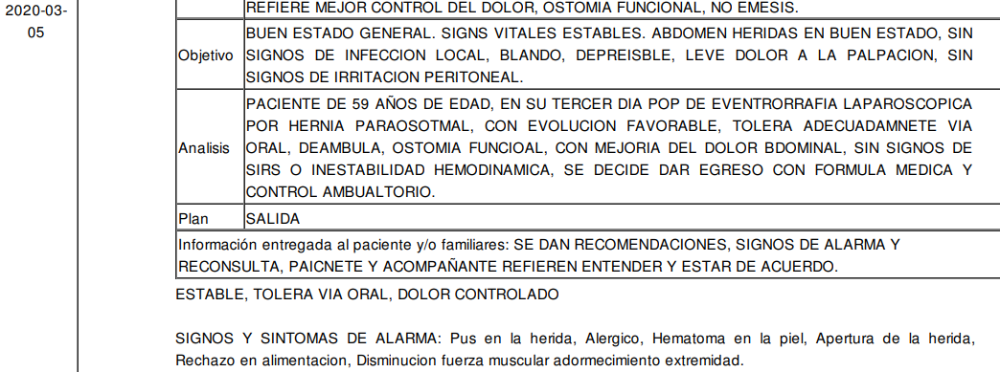 2020-03-
05
REFIERE MEJOR CONTROL DEL DOLOR, OSTOMIA FUNCIONAL, NO EMESIS.
Objetivo
BUEN ESTADO GENERAL. SIGNS VITALES ESTABLES. ABDOMEN HERIDAS EN BUEN ESTADO, SIN
SIGNOS DE INFECCION LOCAL, BLANDO, DEPREISBLE, LEVE DOLOR A LA PALPACION, SIN
SIGNOS DE IRRITACION PERITONEAL.
Analisis
PACIENTE DE 59 AÑOS DE EDAD, EN SU TERCER DIA POP DE EVENTRORRAFIA LAPAROSCOPICA
POR HERNIA PARAOSOTMAL, CON EVOLUCION FAVORABLE, TOLERA ADECUADAMNETE VIA
ORAL, DEAMBULA, OSTOMIA FUNCIOAL, CON MEJORIA DEL DOLOR BDOMINAL, SIN SIGNOS DE
SIRS O INESTABILIDAD HEMODINAMICA, SE DECIDE DAR EGRESO CON FORMULA MEDICA Y
CONTROL AMBUALTORIO.
Plan SALIDA
Información entregada al paciente y/o familiares: SE DAN RECOMENDACIONES, SIGNOS DE ALARMA Y
RECONSULTA, PAICNETE Y ACOMPAÑANTE REFIEREN ENTENDER Y ESTAR DE ACUERDO.
ESTABLE, TOLERA VIA ORAL, DOLOR CONTROLADO
SIGNOS Y SINTOMAS DE ALARMA: Pus en la herida, Alergico, Hematoma en la piel, Apertura de la herida,
Rechazo en alimentacion, Disminucion fuerza muscular adormecimiento extremidad.